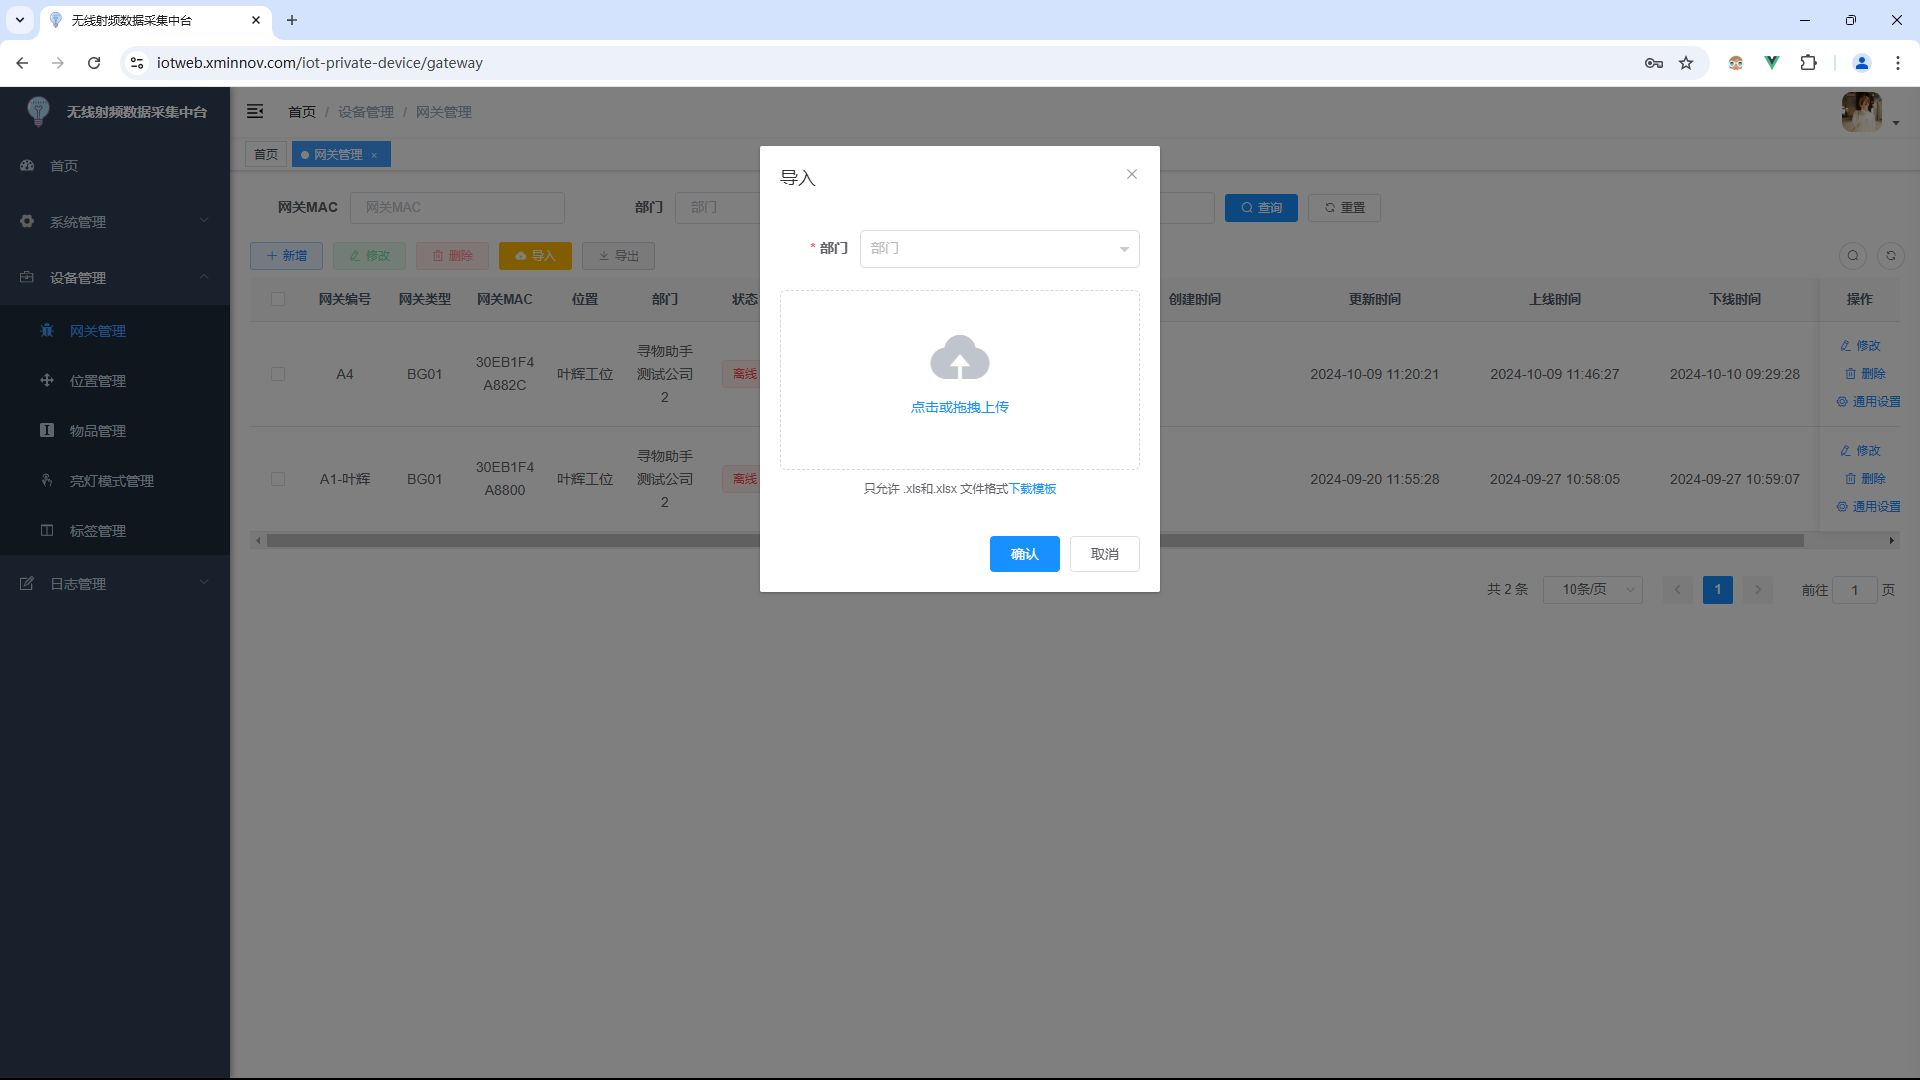 无线射频数据采集中台
iotweb.xminnov.com/iot-private-device/gateway
无线射频数据采集中台
首页
系统管理
设备管理
网关管理
位置管理
物品管理
亮灯模式管理
标签管理
日志管理
首页 / 设备管理 / 网关管理
首页
网关管理 ×
网关MAC 网关MAC 部门 部门 查询 重置
新增 修改 删除 导入 导出
网关编号 网关类型 网关MAC 位置 部门 状态 创建时间 更新时间 上线时间 下线时间 操作
A4 BG01 30EB1F4A882C 叶辉工位 寻物助手测试公司2 离线 2024-10-09 11:20:21 2024-10-09 11:46:27 2024-10-10 09:29:28 修改 删除 通用设置
A1-叶辉 BG01 30EB1F4A8800 叶辉工位 寻物助手测试公司2 离线 2024-09-20 11:55:28 2024-09-27 10:58:05 2024-09-27 10:59:07 修改 删除 通用设置
共 2 条 10条/页 1 前往 1 页
导入
* 部门 部门
点击或拖拽上传
只允许 .xls和.xlsx 文件格式下载模板
确认 取消